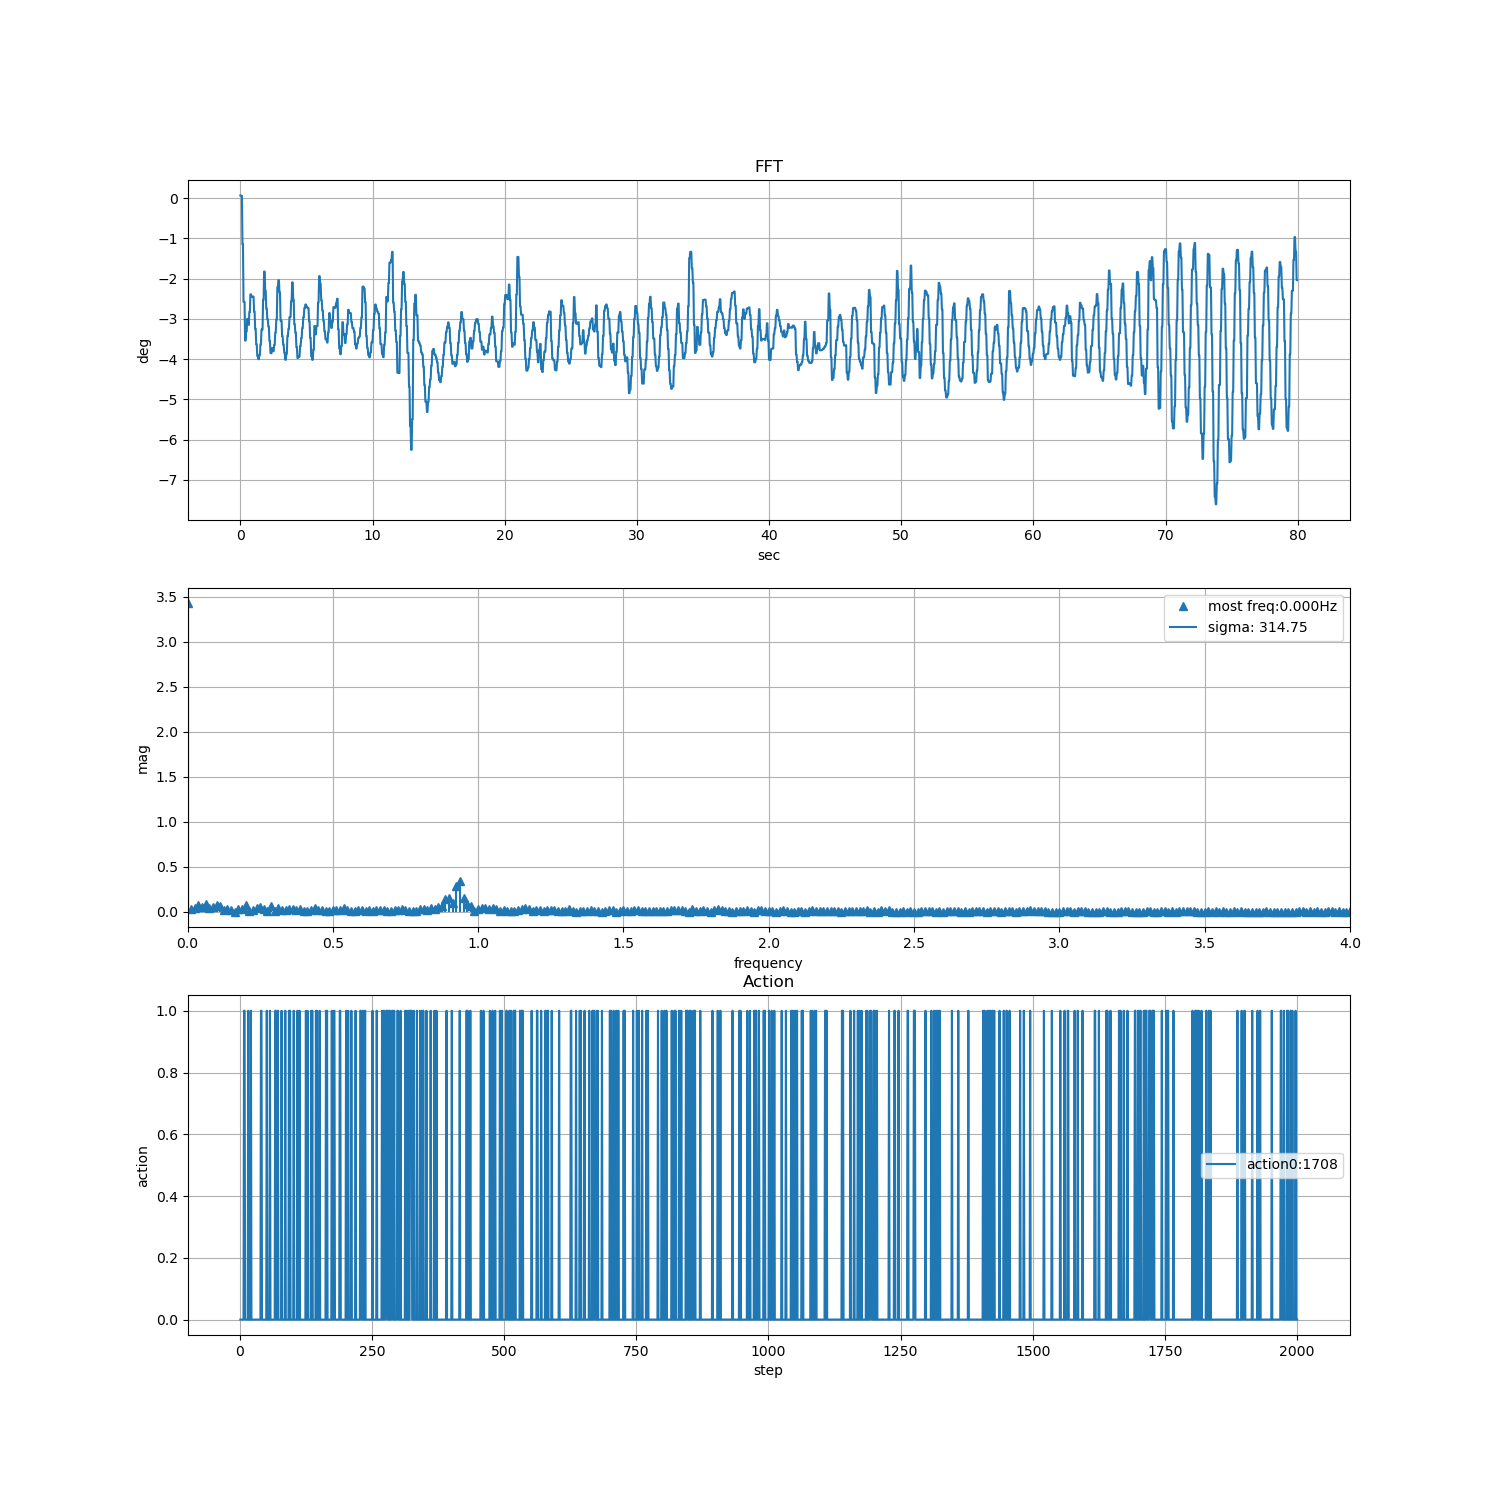 FFT
0
−1
−2
−3
−4
−5
−6
−7
deg
0 10 20 30 40 50 60 70 80
sec
3.5
3.0
2.5
2.0
1.5
1.0
0.5
0.0
mag
most freq:0.000Hz
sigma: 314.75
0.0 0.5 1.0 1.5 2.0 2.5 3.0 3.5 4.0
frequency
Action
1.0
0.8
0.6
0.4
0.2
0.0
action
action0:1708
0 250 500 750 1000 1250 1500 1750 2000
step